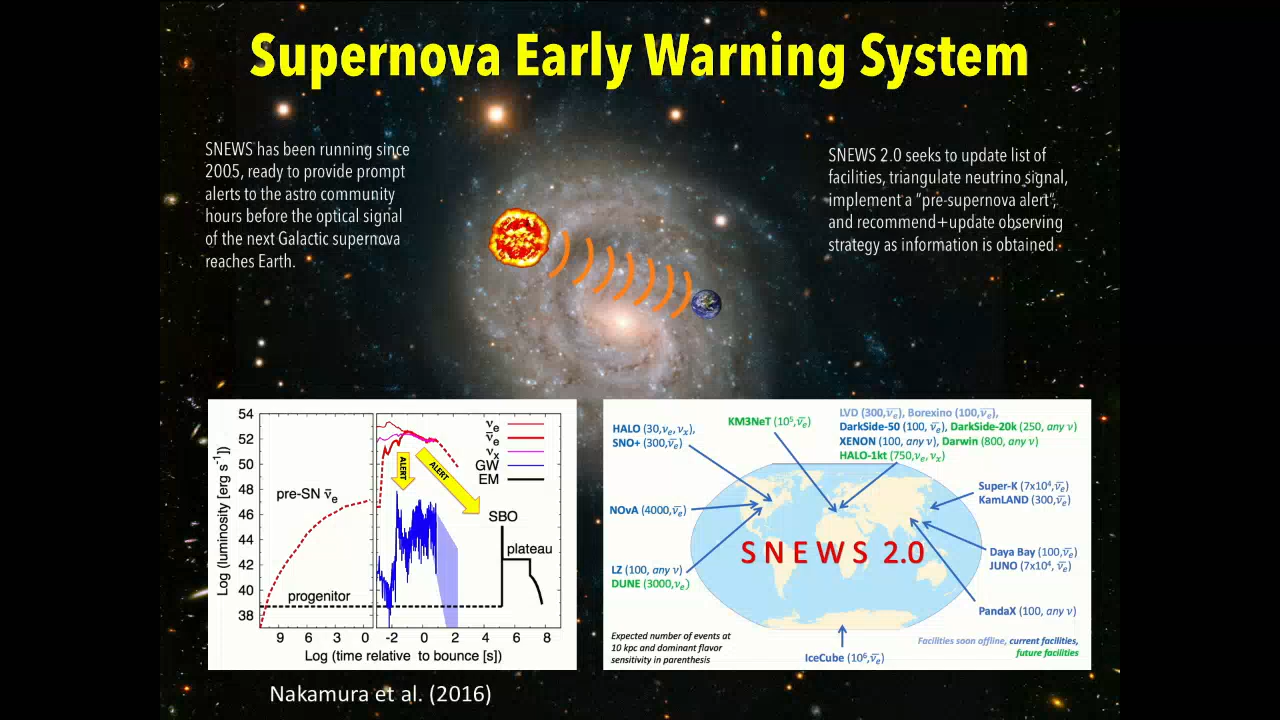 Supernova Early Warning System
SNEWS has been running since
2005, ready to provide prompt
alerts to the astro community
hours before the optical signal
of the next Galactic supernova
reaches Earth.
SNEWS 2.0 seeks to update list of
facilities, triangulate neutrino signal,
implement a "pre-supernova alert",
and recommend+update observing
strategy as information is obtained.
54
52
50
48
46
44
42
40
38
Log (luminosity [erg s⁻¹])
pre-SN ν̅e
progenitor
ALERT
ALERT
νe
ν̅e
νx
GW
EM
SBO
plateau
9 6 3 0 -2 0 2 4 6 8
Log (time relative to bounce [s])
Nakamura et al. (2016)
HALO (30,νe, νx),
SNO+ (300,ν̅e)
KM3NeT (10⁵,ν̅e)
LVD (300,ν̅e), Borexino (100,ν̅e),
DarkSide-50 (100, ν̅e), DarkSide-20k (250, any ν)
XENON (100, any ν), Darwin (800, any ν)
HALO-1kt (750,νe, νx)
Super-K (7x10⁴,ν̅e)
KamLAND (300,ν̅e)
NOvA (4000,ν̅e)
SNEWS 2.0
Daya Bay (100,ν̅e)
JUNO (7x10⁴, ν̅e)
LZ (100, any ν)
DUNE (3000,νe)
PandaX (100, any ν)
Expected number of events at
10 kpc and dominant flavor
sensitivity in parenthesis
IceCube (10⁶,ν̅e)
Facilities soon offline, current facilities,
future facilities